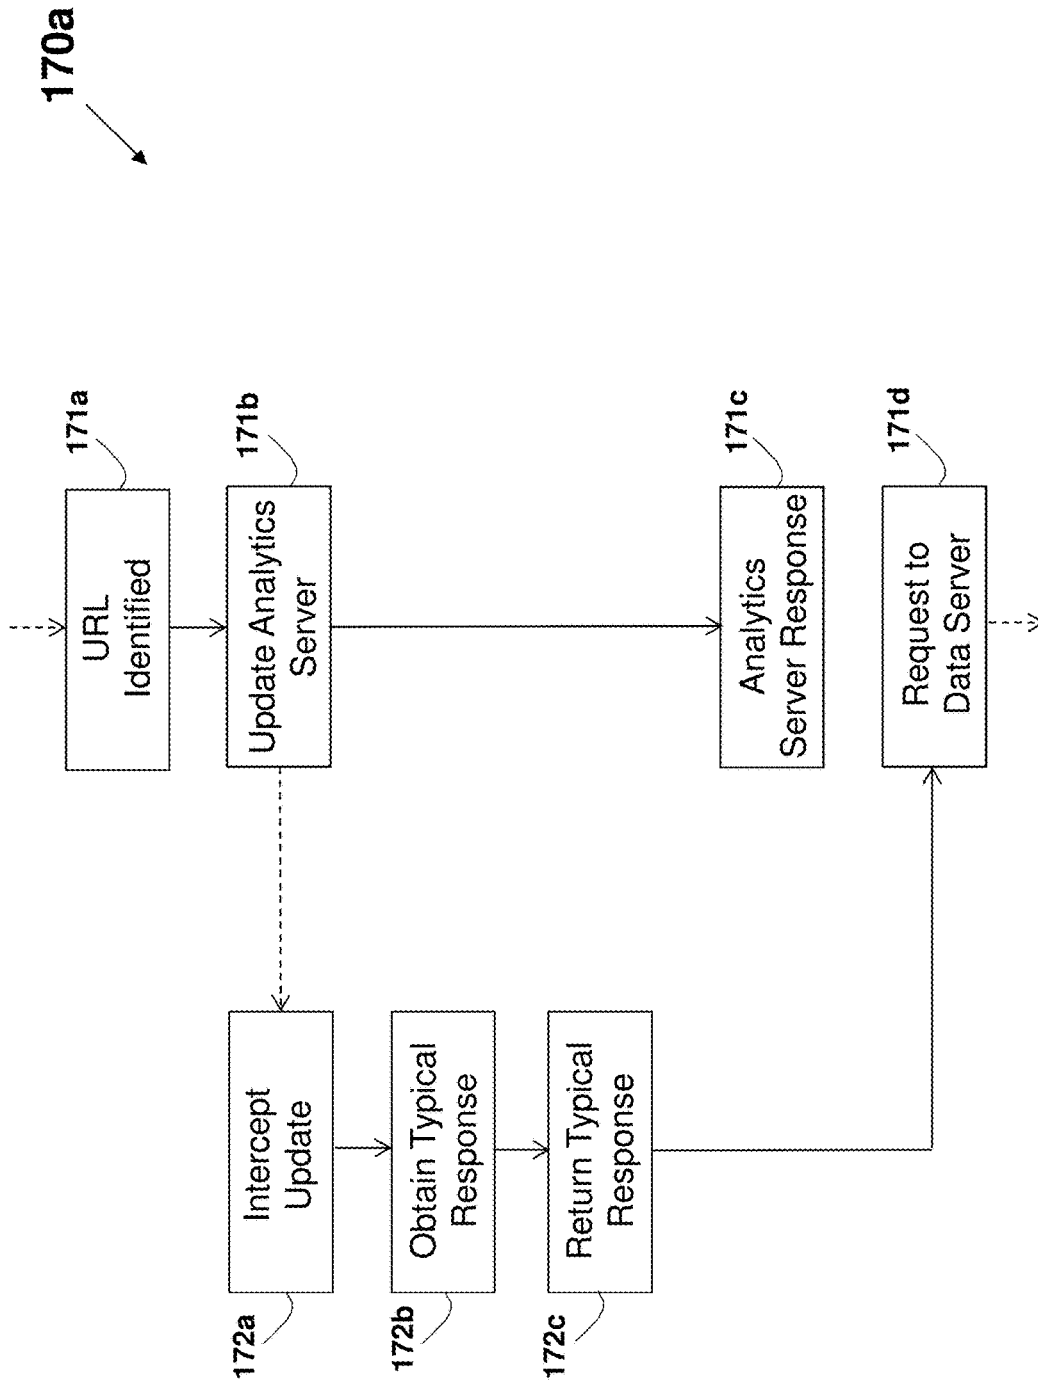 170a
171a
URL
Identified
171b
Update Analytics
Server
171c
Analytics
Server Response
171d
Request to
Data Server
172a
Intercept
Update
172b
Obtain Typical
Response
172c
Return Typical
Response